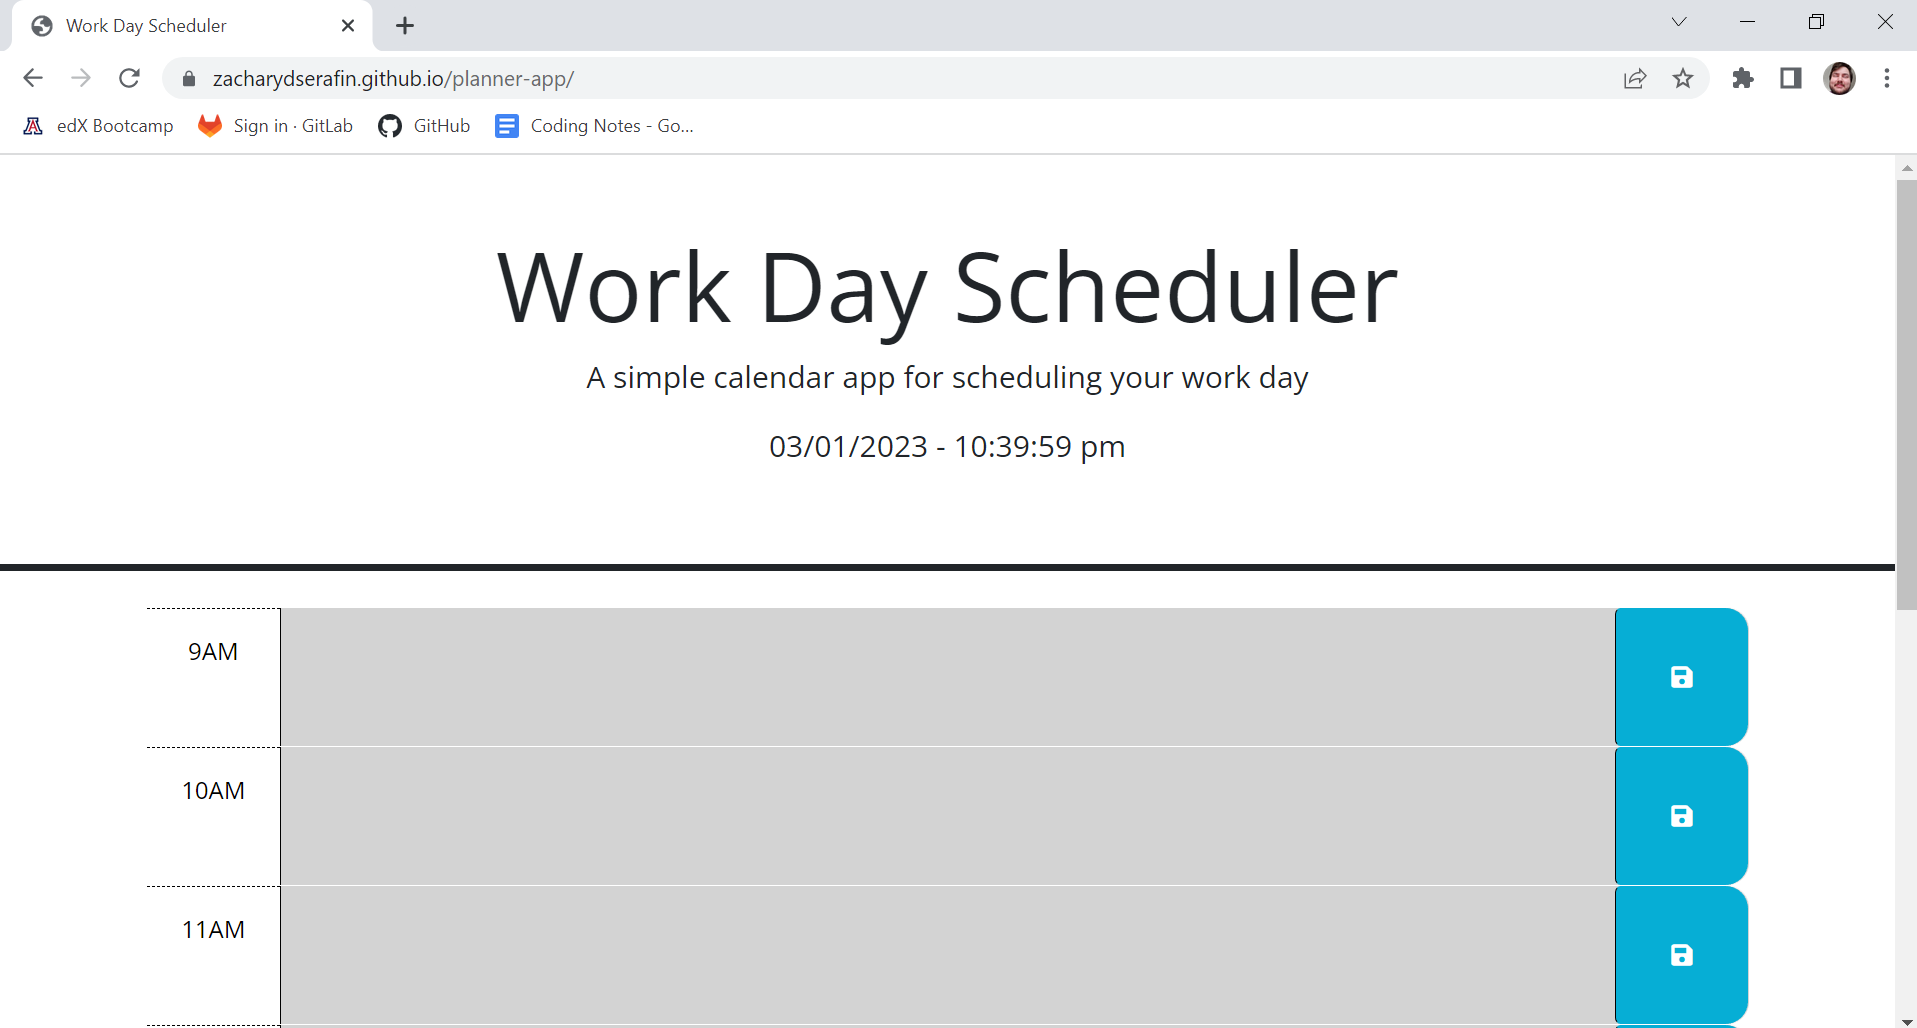 Work Day Scheduler
zacharydserafin.github.io/planner-app/
edX Bootcamp Sign in · GitLab GitHub Coding Notes - Go...
Work Day Scheduler
A simple calendar app for scheduling your work day
03/01/2023 - 10:39:59 pm
9AM
10AM
11AM